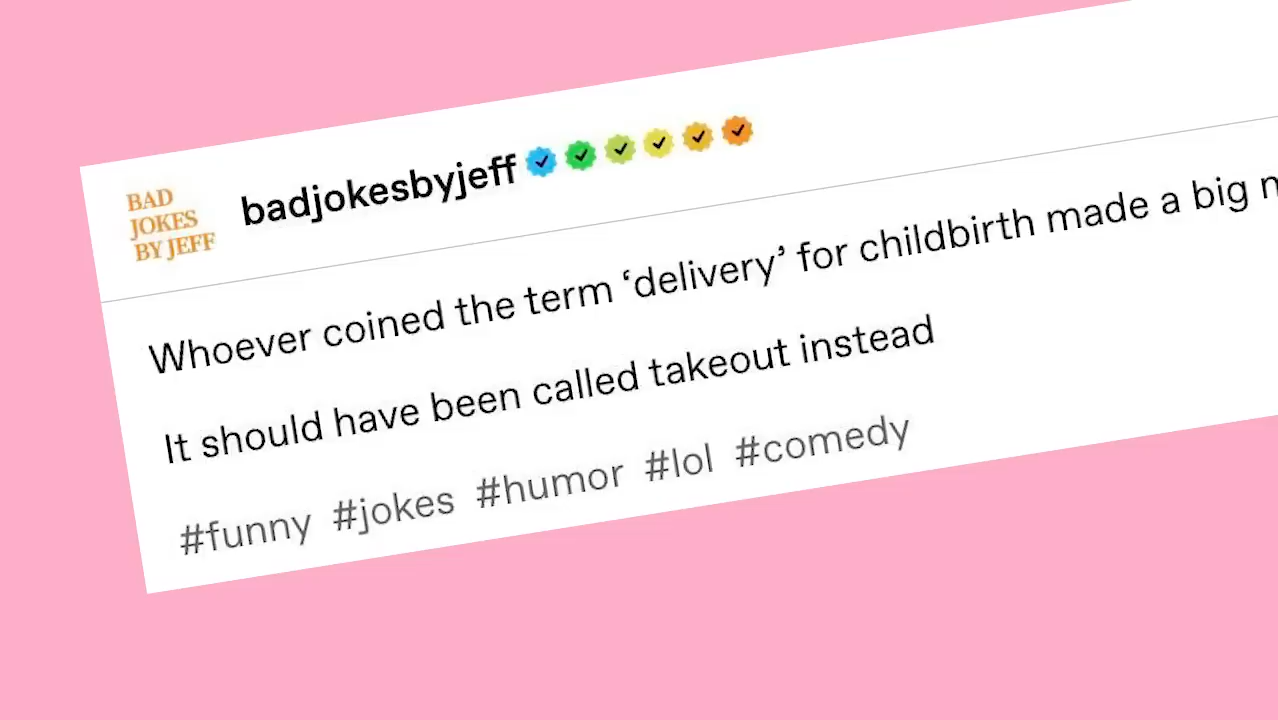 BAD
JOKES
BY JEFF
badjokesbyjeff
Whoever coined the term ‘delivery’ for childbirth made a big
It should have been called takeout instead
#funny #jokes #humor #lol #comedy